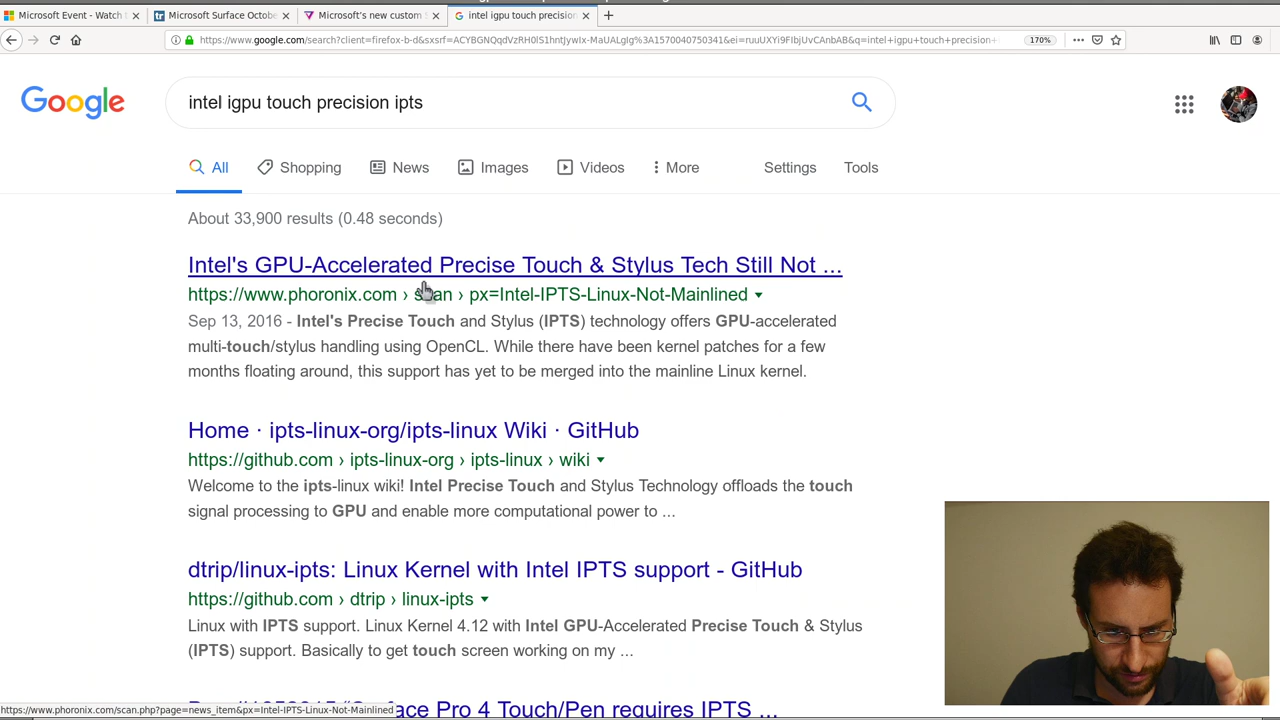 Microsoft Event - Watch
Microsoft Surface Octobe
Microsoft's new custom
intel igpu touch precision
https://www.google.com/search?client=firefox-b-d&sxsrf=
intel+igpu+touch+precision
170%
Google
intel igpu touch precision ipts
All
Shopping
News
Images
Videos
More
Settings
Tools
About 33,900 results (0.48 seconds)
Intel's GPU-Accelerated Precise Touch & Stylus Tech Still Not ...
https://www.phoronix.com › scan › px=Intel-IPTS-Linux-Not-Mainlined
Sep 13, 2016 - Intel's Precise Touch and Stylus (IPTS) technology offers GPU-accelerated
multi-touch/stylus handling using OpenCL. While there have been kernel patches for a few
months floating around, this support has yet to be merged into the mainline Linux kernel.
Home · ipts-linux-org/ipts-linux Wiki · GitHub
https://github.com › ipts-linux-org › ipts-linux › wiki
Welcome to the ipts-linux wiki! Intel Precise Touch and Stylus Technology offloads the touch
signal processing to GPU and enable more computational power to ...
dtrip/linux-ipts: Linux Kernel with Intel IPTS support - GitHub
https://github.com › dtrip › linux-ipts
Linux with IPTS support. Linux Kernel 4.12 with Intel GPU-Accelerated Precise Touch & Stylus
(IPTS) support. Basically to get touch screen working on my ...
face Pro 4 Touch/Pen requires IPTS ...
https://www.phoronix.com/scan.php?page=news_item&px=Intel-IPTS-Linux-Not-Mainlined